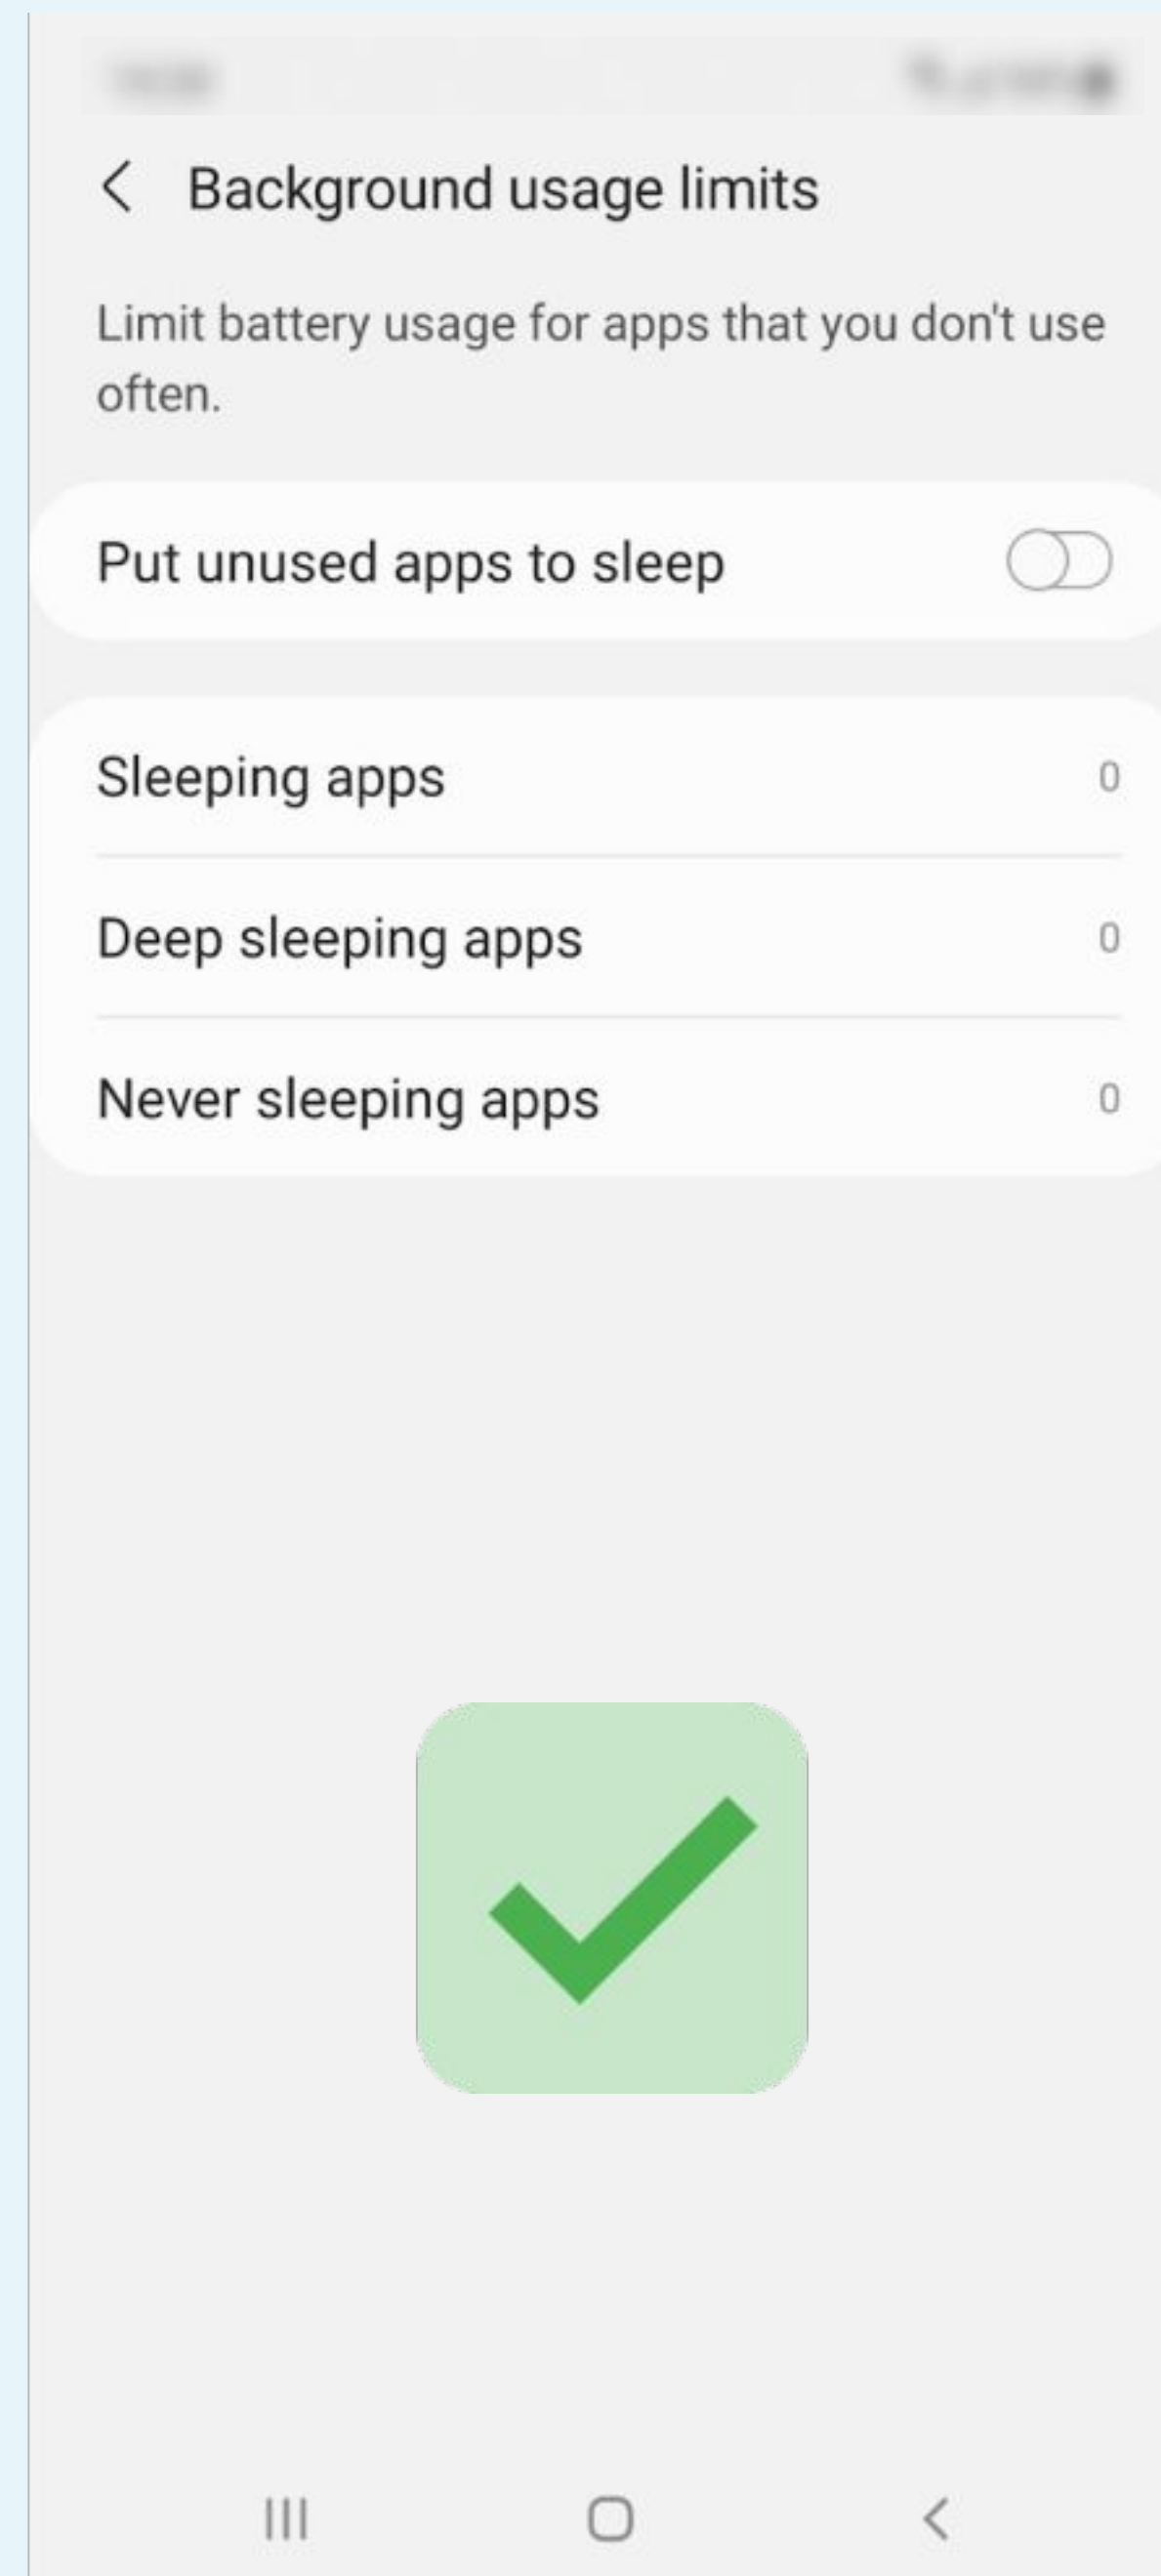 Background usage limits
Limit battery usage for apps that you don't use
often.
Put unused apps to sleep
Sleeping apps 0
Deep sleeping apps 0
Never sleeping apps 0